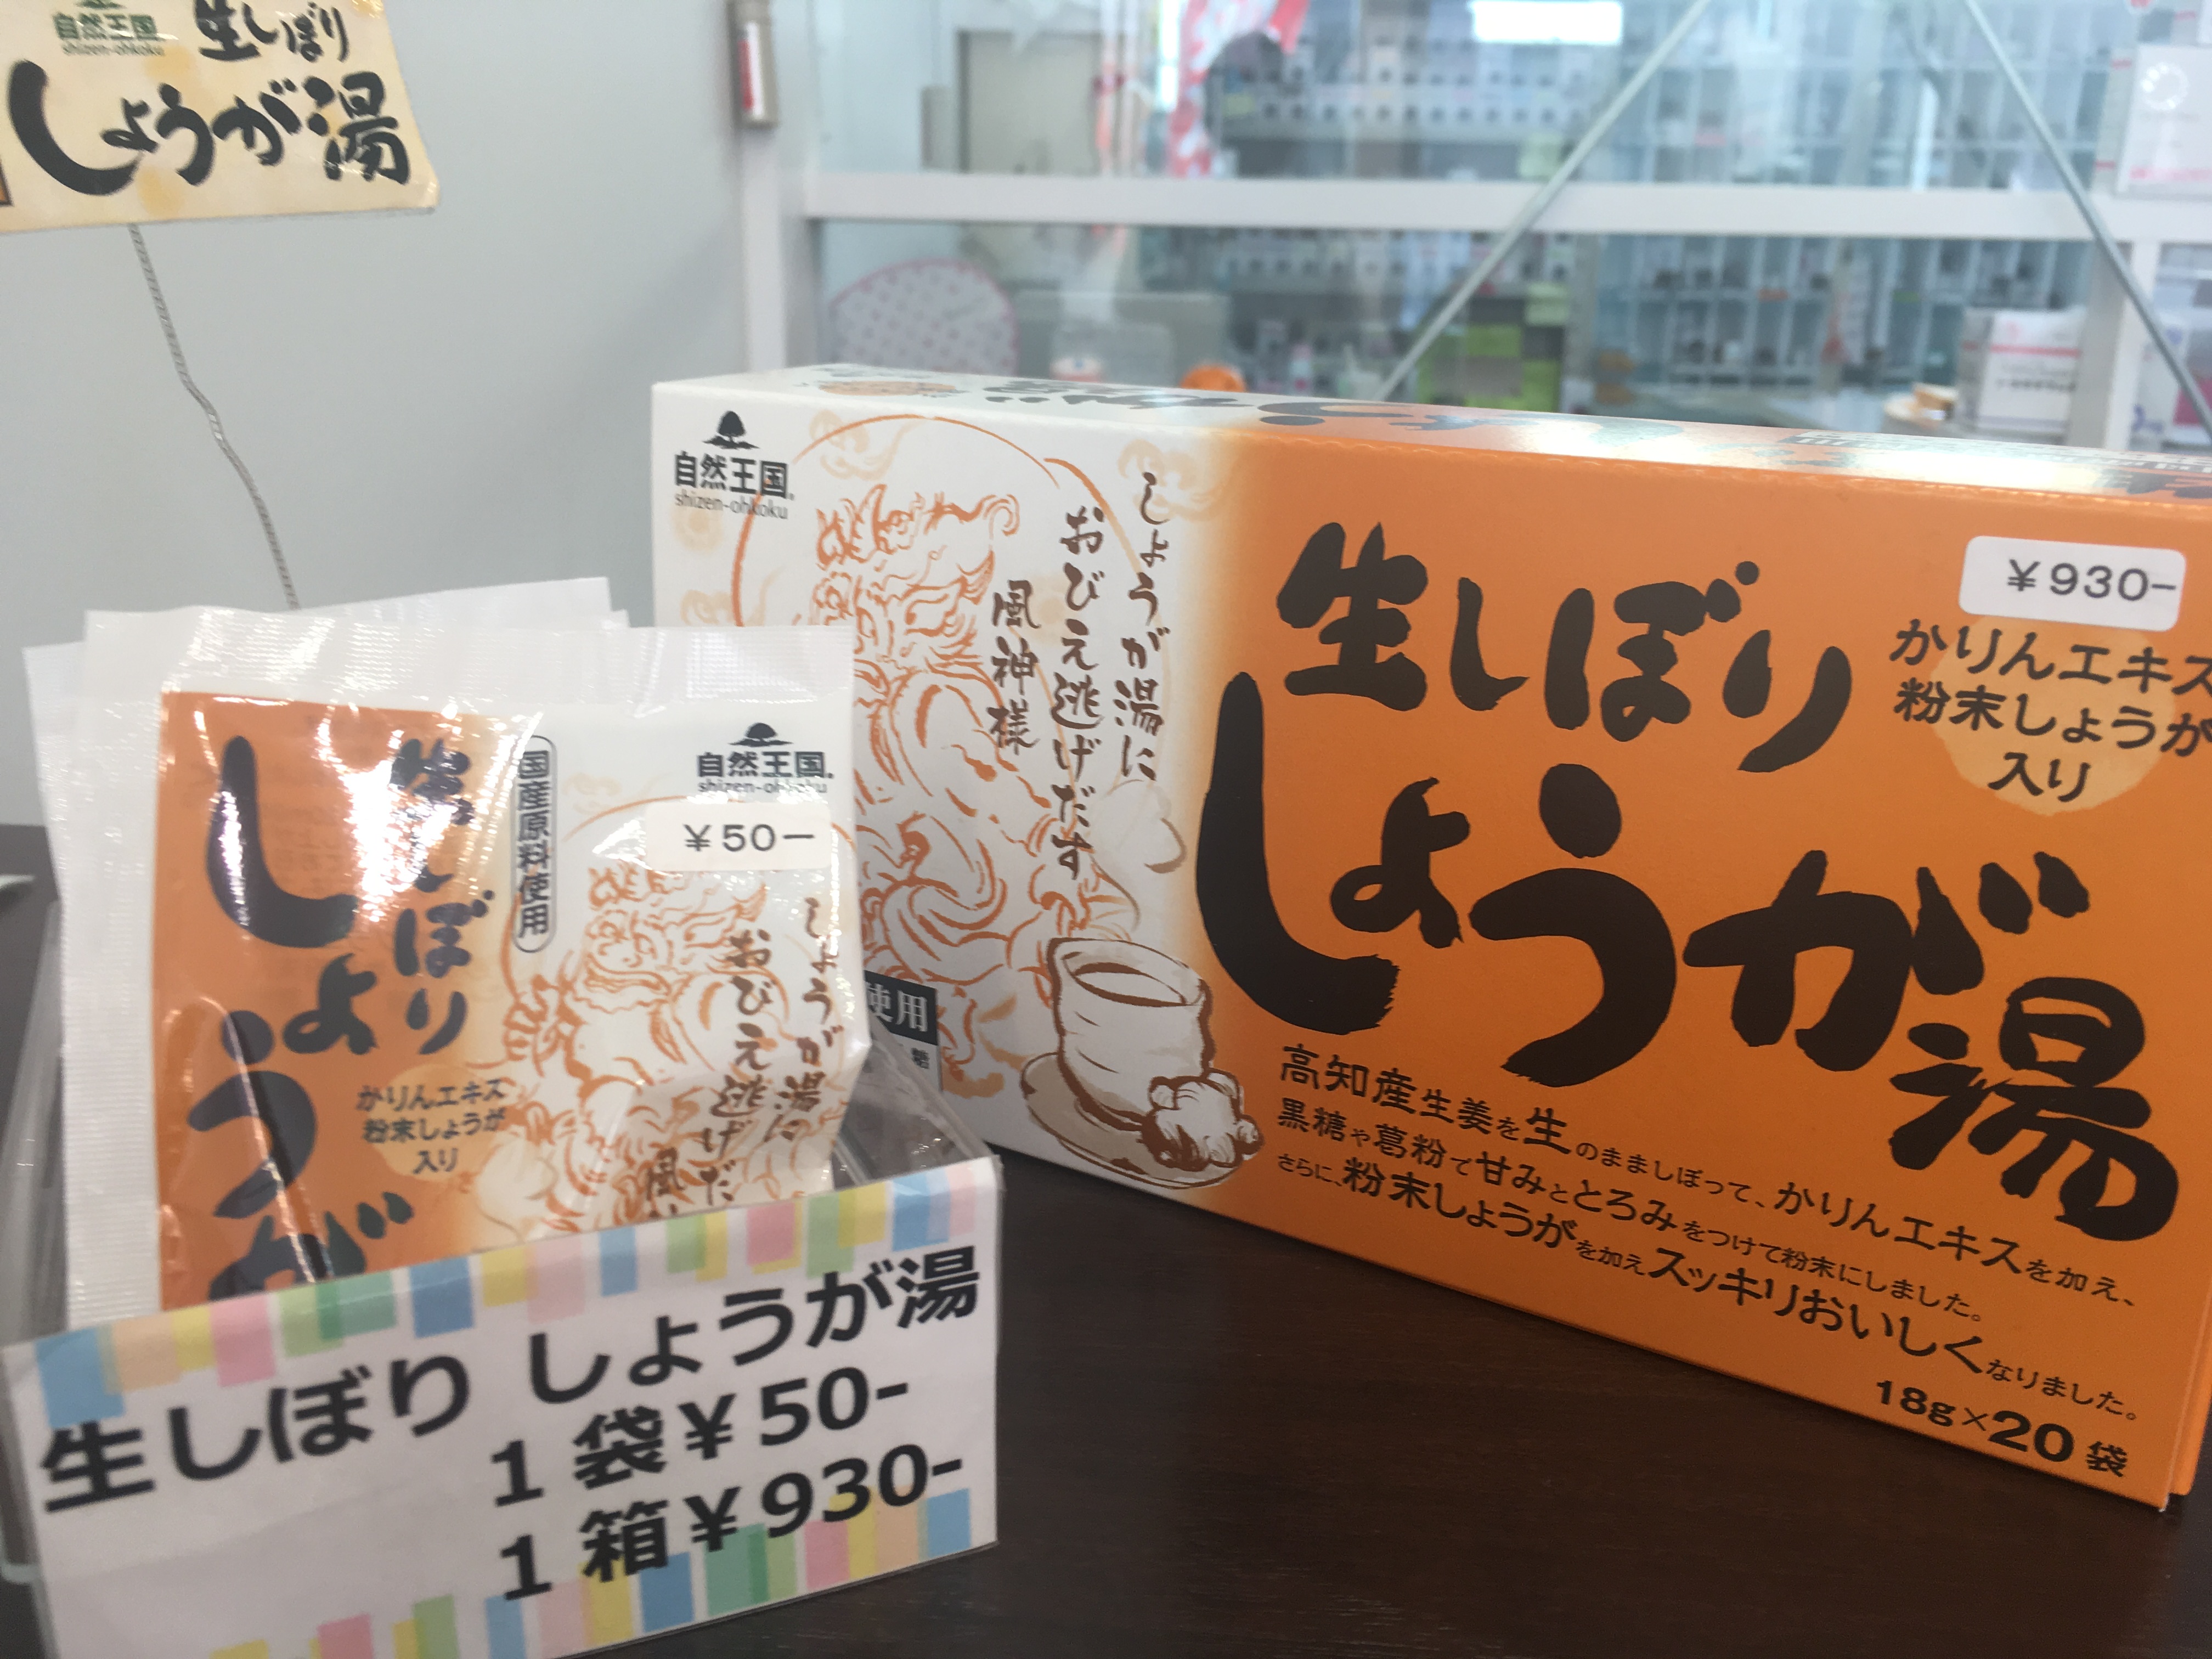 自然王国
shizen-ohkoku
生しぼり
しょうが湯
自然王国
shizen-ohkoku
しょうが湯に
おびえ逃げだす
風神様
生しぼり
しょうが湯
¥930-
かりんエキス
粉末しょうが
入り
高知産生姜を生のまましぼって、かりんエキスを加え、
黒糖や葛粉で甘みととろみをつけて粉末にしました。
さらに、粉末しょうがを加えスッキリおいしくなりました。
18g×20袋
使用
糖
生しぼり
しょうが
国産原料使用
自然王国
shizen-ohkoku
¥50-
しょうが湯に
おびえ逃げだ
風
かりんエキス
粉末しょうが
入り
生しぼり しょうが湯
1袋¥50-
1箱¥930-